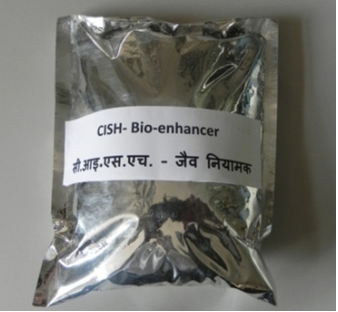 CISH- Bio-enhancer
सी.आइ.एस.एच. - जैव नियामक